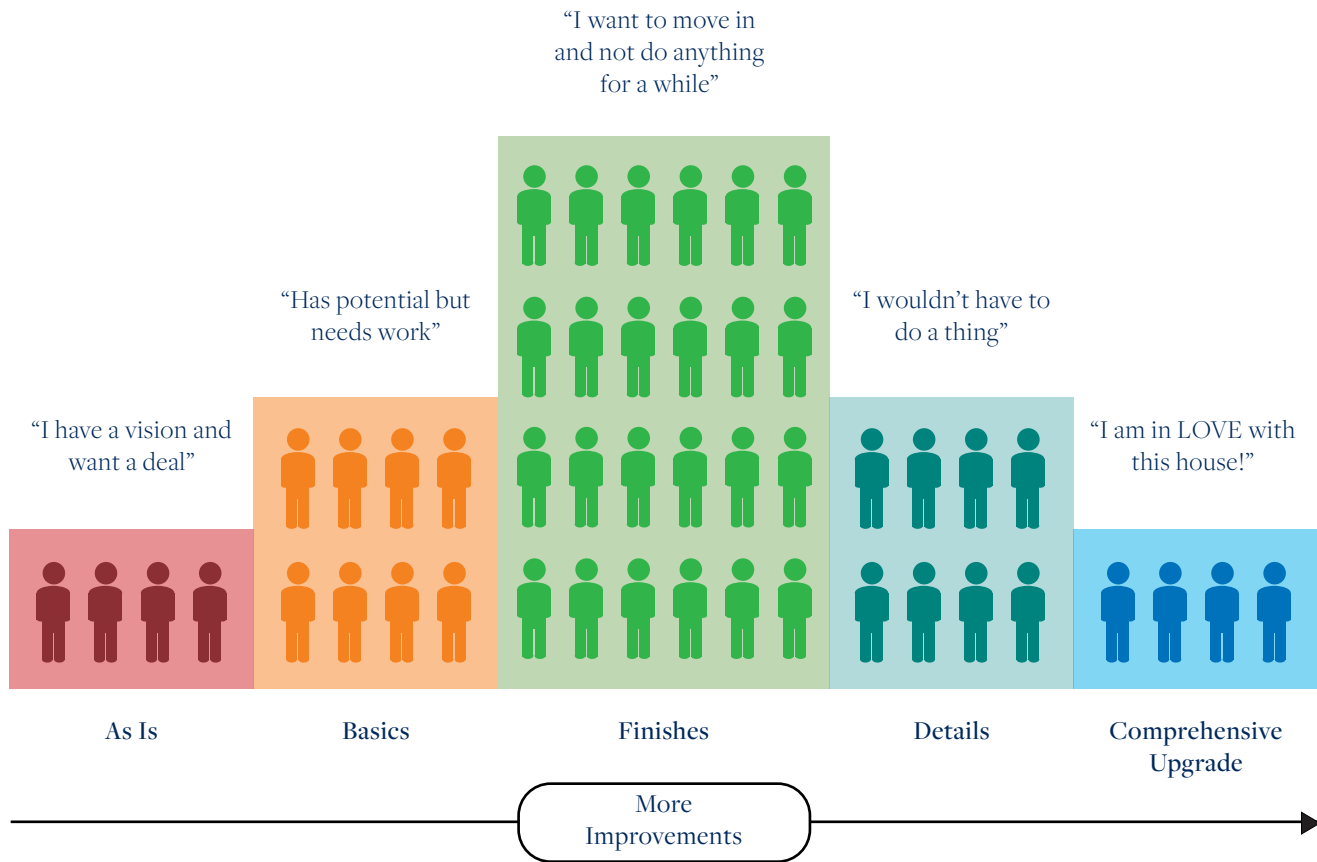 “I want to move in
and not do anything
for a while”
“Has potential but
needs work”
“I wouldn’t have to
do a thing”
“I have a vision and
want a deal”
“I am in LOVE with
this house!”
As Is
Basics
Finishes
Details
Comprehensive
Upgrade
More
Improvements